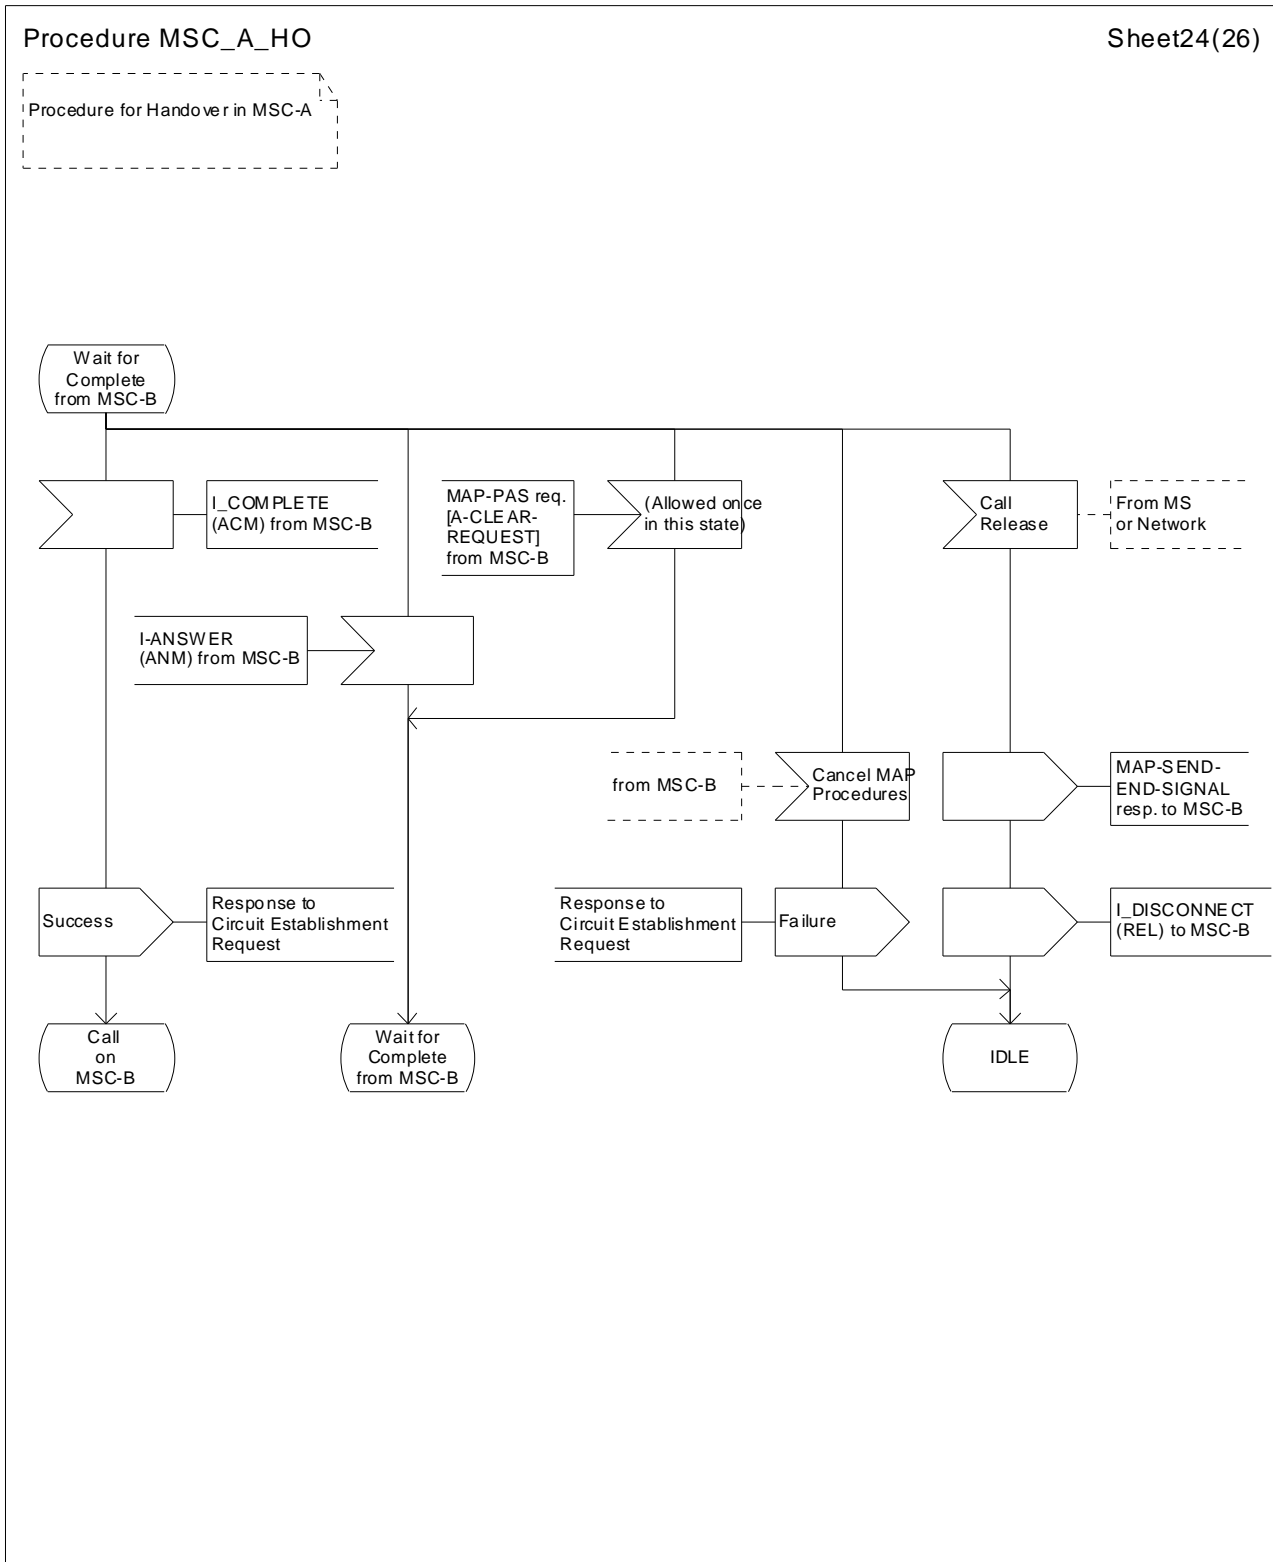 Procedure MSC_A_HO
Sheet24(26)
Procedure for Handover in MSC-A
Wait for
Complete
from MSC-B
I_COMPLETE
(ACM) from MSC-B
MAP-PAS req.
[A-CLEAR-
REQUEST]
from MSC-B
(Allowed once
in this state)
Call
Release
From MS
or Network
I-ANSWER
(ANM) from MSC-B
from MSC-B
Cancel MAP
Procedures
MAP-SEND-
END-SIGNAL
resp. to MSC-B
Success
Response to
Circuit Establishment
Request
Response to
Circuit Establishment
Request
Failure
I_DISCONNECT
(REL) to MSC-B
Call
on
MSC-B
Wait for
Complete
from MSC-B
IDLE